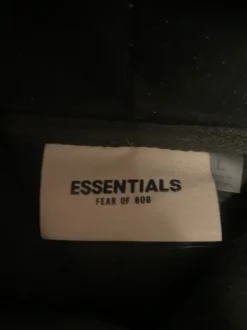 ESSENTIALS
FEAR OF GOD
L